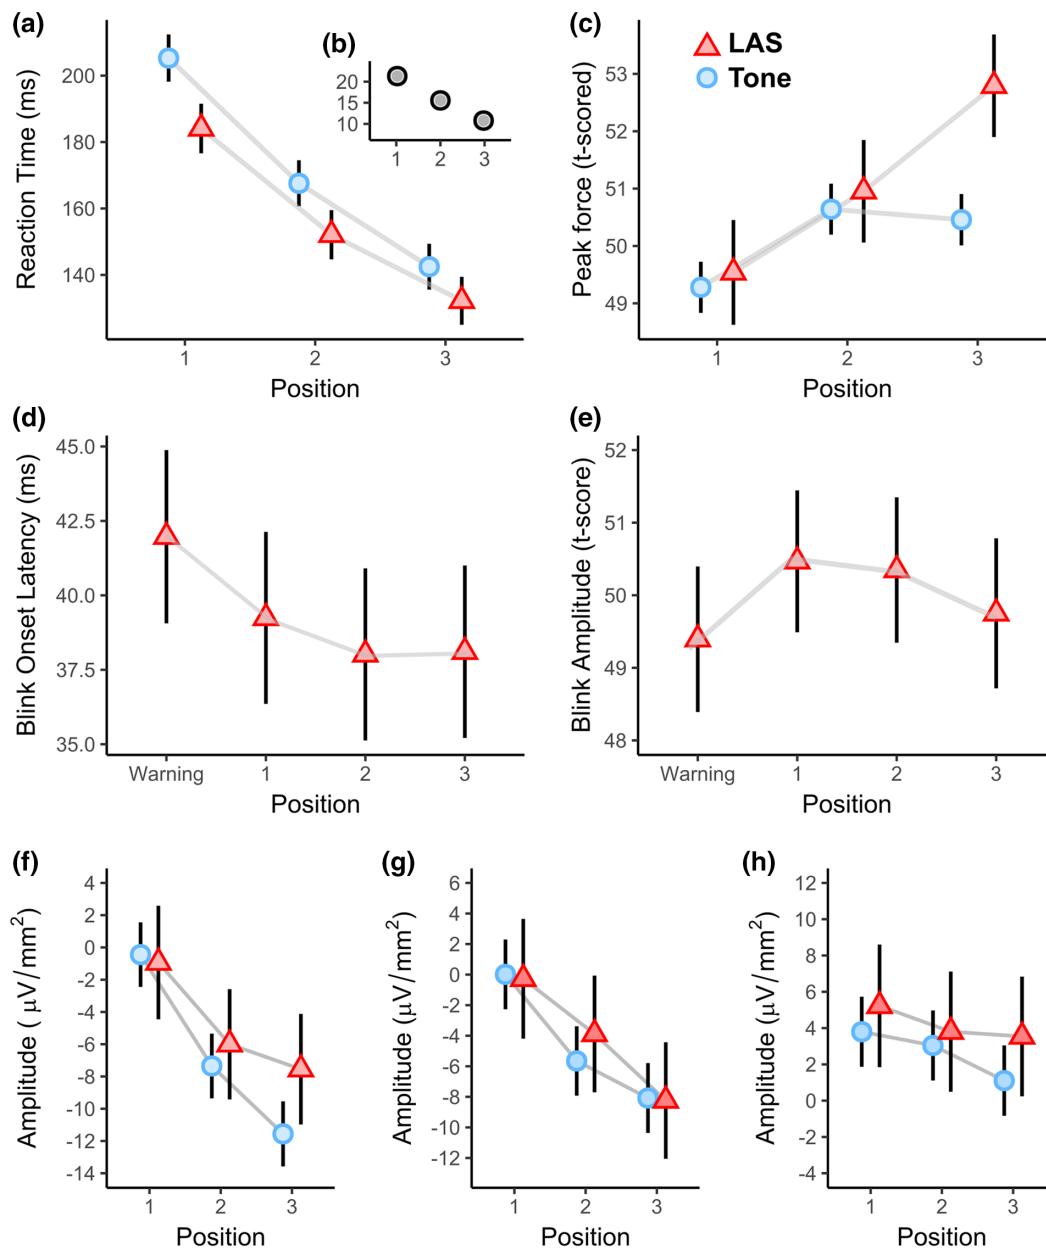 (a)
Reaction Time (ms)
200
180
160
140
1 2 3
Position
(b)
20
15
10
1 2 3
(c)
Peak force (t-scored)
53
52
51
50
49
1 2 3
Position
LAS
Tone
(d)
Blink Onset Latency (ms)
45.0
42.5
40.0
37.5
35.0
Warning 1 2 3
Position
(e)
Blink Amplitude (t-score)
52
51
50
49
48
Warning 1 2 3
Position
(f)
Amplitude ( μV/mm²)
4
2
0
-2
-4
-6
-8
-10
-12
-14
1 2 3
Position
(g)
Amplitude (μV/mm²)
6
4
2
0
-2
-4
-6
-8
-10
-12
1 2 3
Position
(h)
Amplitude (μV/mm²)
12
10
8
6
4
2
0
-2
-4
1 2 3
Position